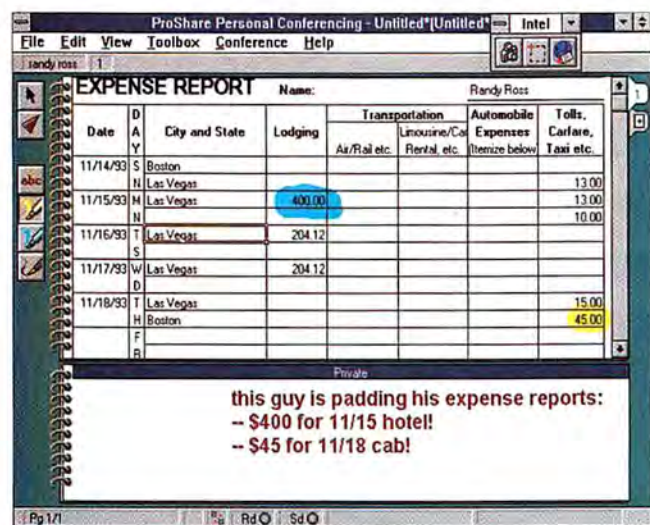 ProShare Personal Conferencing - Untitled*(Untitled*
Intel
File Edit View Toolbox Conference Help
randy ross 1
EXPENSE REPORT Name: Randy Ross
1
Transportation Automobile Tolls,
Date DAY City and State Lodging Limousine/Car Expenses Carfare,
Air/Rail etc. Rental, etc. (Itemize below) Taxi etc.
11/14/93 S Boston
N Las Vegas 13.00
11/15/93 M Las Vegas 400.00 13.00
N 10.00
11/16/93 T Las Vegas 204.12
S
11/17/93 W Las Vegas 204.12
D
11/18/93 T Las Vegas 15.00
H Boston 45.00
F
R
abc
Private
this guy is padding his expense reports:
-- $400 for 11/15 hotel!
-- $45 for 11/18 cab!
Pg 1/1 Rd Sd